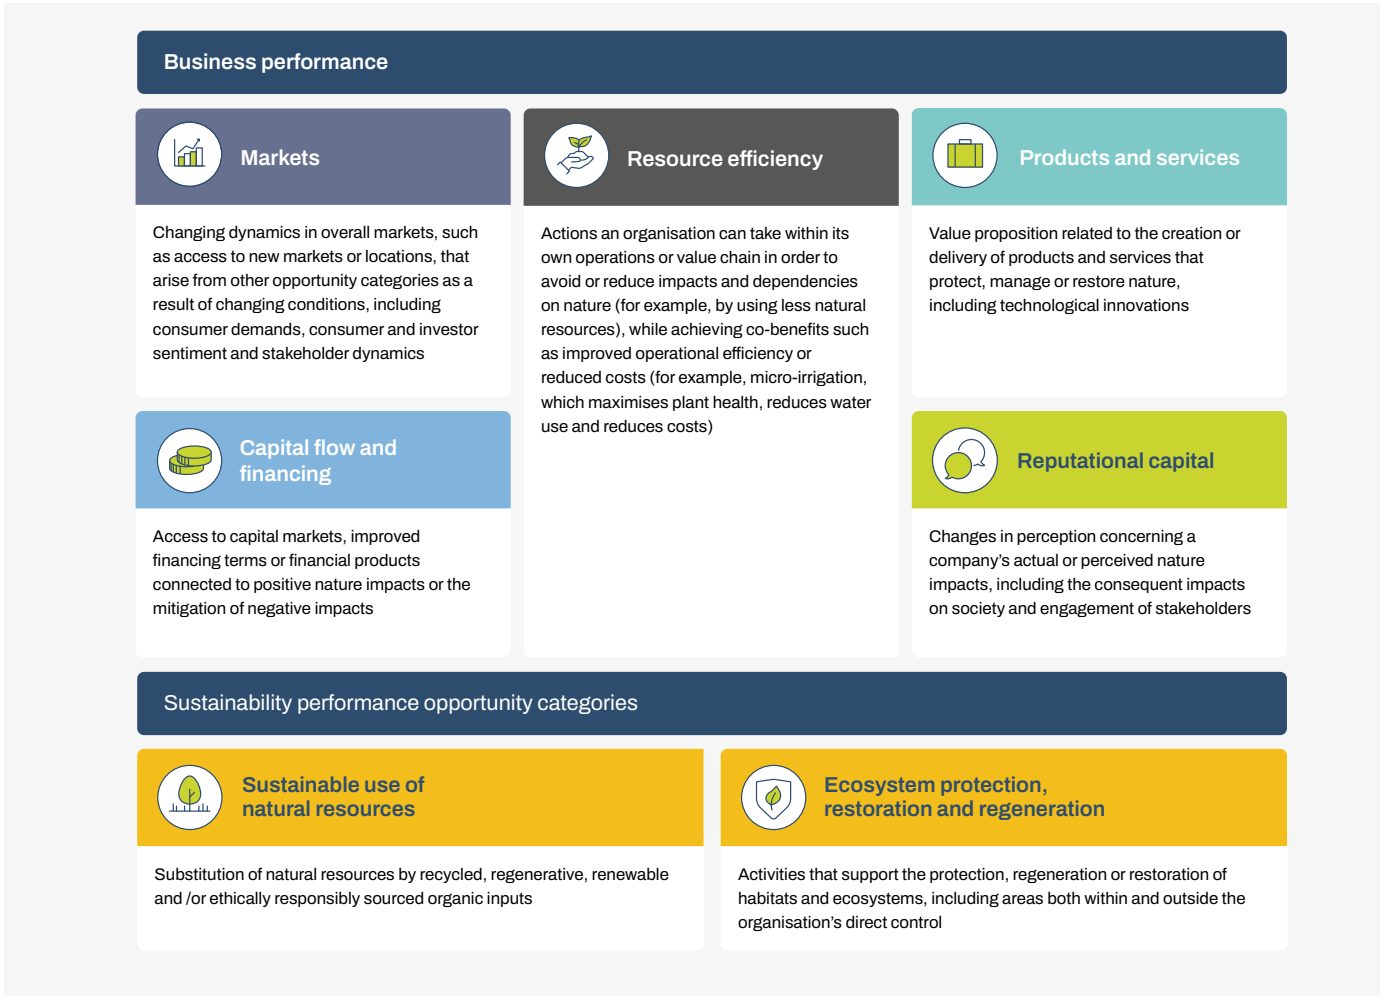 Business performance
Markets
Changing dynamics in overall markets, such
as access to new markets or locations, that
arise from other opportunity categories as a
result of changing conditions, including
consumer demands, consumer and investor
sentiment and stakeholder dynamics
Resource efficiency
Actions an organisation can take within its
own operations or value chain in order to
avoid or reduce impacts and dependencies
on nature (for example, by using less natural
resources), while achieving co-benefits such
as improved operational efficiency or
reduced costs (for example, micro-irrigation,
which maximises plant health, reduces water
use and reduces costs)
Products and services
Value proposition related to the creation or
delivery of products and services that
protect, manage or restore nature,
including technological innovations
Capital flow and
financing
Access to capital markets, improved
financing terms or financial products
connected to positive nature impacts or the
mitigation of negative impacts
Reputational capital
Changes in perception concerning a
company’s actual or perceived nature
impacts, including the consequent impacts
on society and engagement of stakeholders
Sustainability performance opportunity categories
Sustainable use of
natural resources
Substitution of natural resources by recycled, regenerative, renewable
and /or ethically responsibly sourced organic inputs
Ecosystem protection,
restoration and regeneration
Activities that support the protection, regeneration or restoration of
habitats and ecosystems, including areas both within and outside the
organisation’s direct control